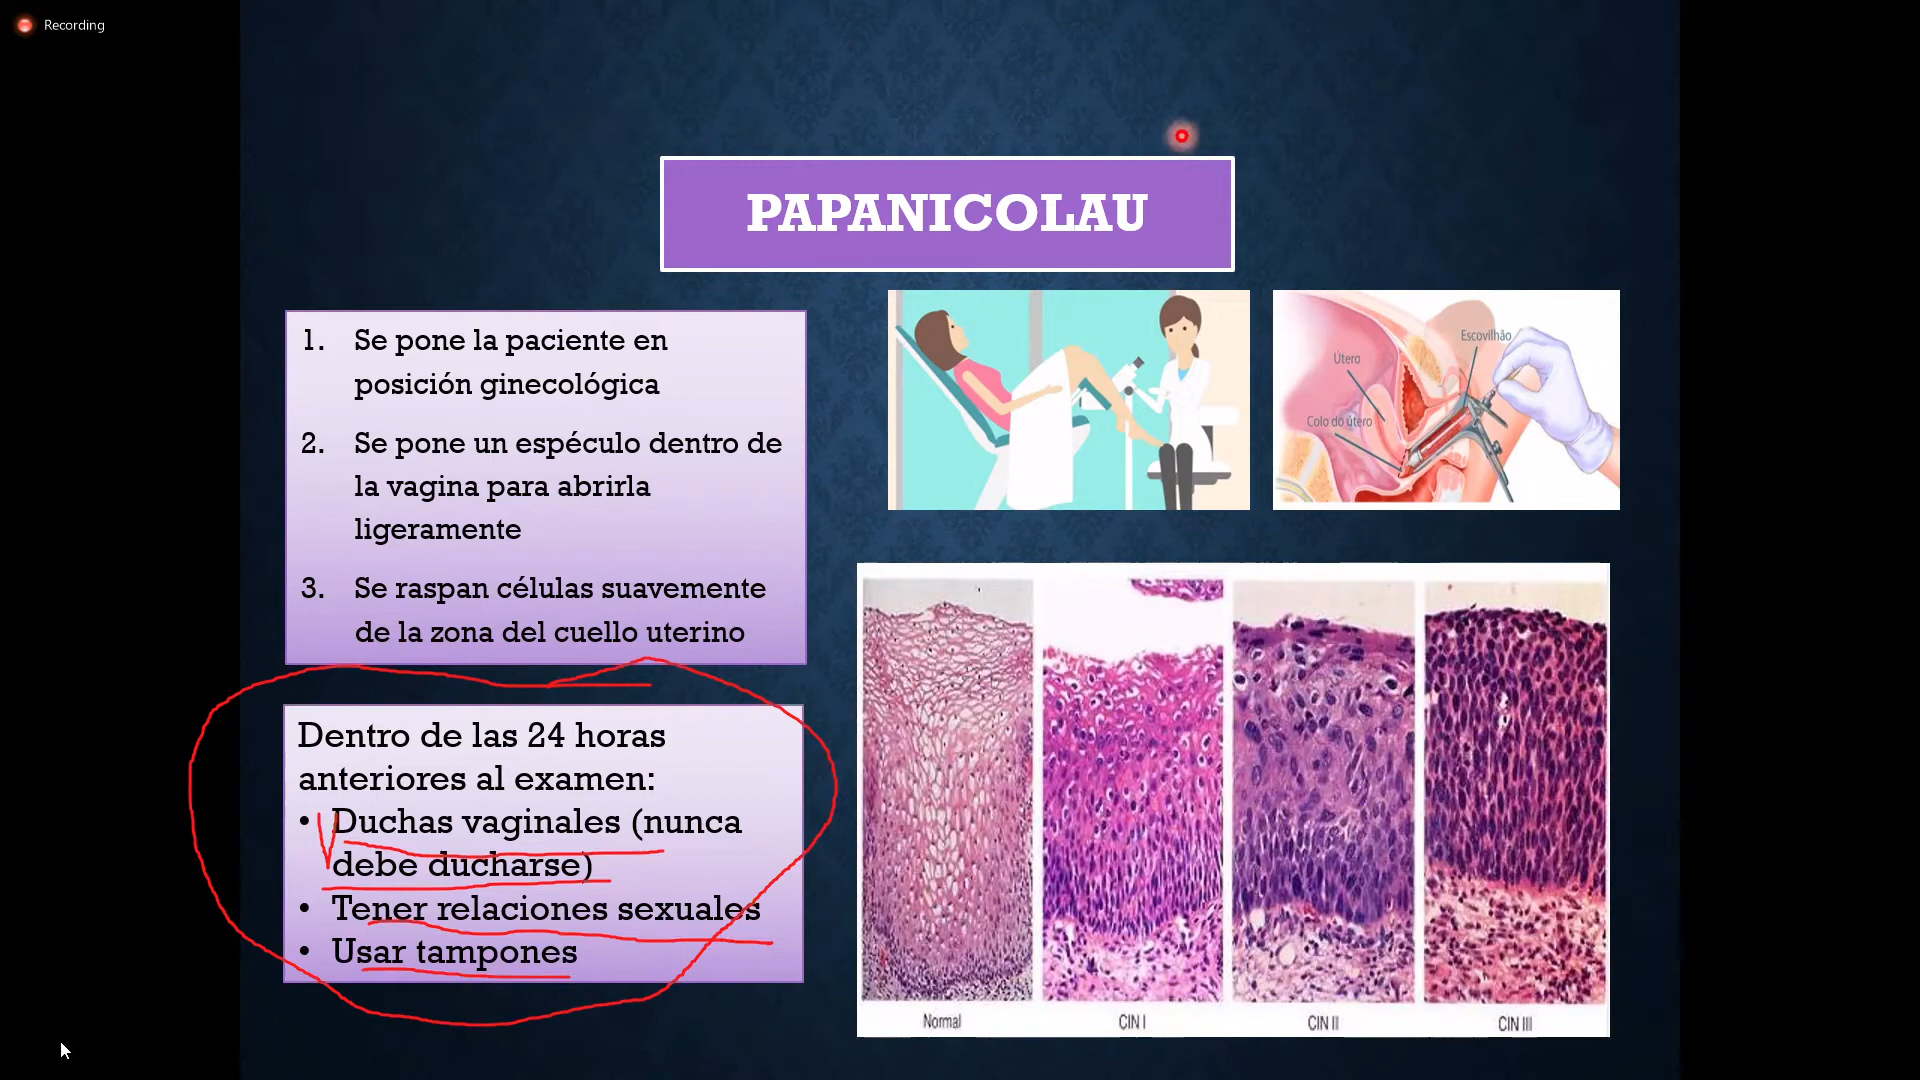 Recording
PAPANICOLAU
1. Se pone la paciente en
posición ginecológica
2. Se pone un espéculo dentro de
la vagina para abrirla
ligeramente
3. Se raspan células suavemente
de la zona del cuello uterino
Dentro de las 24 horas
anteriores al examen:
• Duchas vaginales (nunca
debe ducharse)
• Tener relaciones sexuales
• Usar tampones
Escovilhão
Útero
Colo do útero
Normal
CIN I
CIN II
CIN III